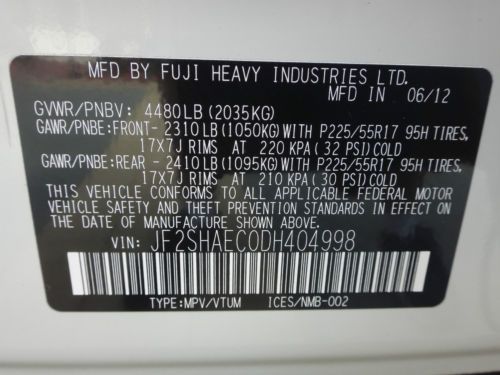 MFD BY FUJI HEAVY INDUSTRIES LTD.
MFD IN 06/12
GVWR/PNBV: 4480LB(2035KG)
GAWR/PNBE:FRONT-2310LB(1050KG)WITH P225/55R17 95H TIRES,
17X7J RIMS AT 220 KPA(32 PSI)COLD
GAWR/PNBE:REAR -2410LB(1095KG)WITH P225/55R17 95H TIRES,
17X7J RIMS AT 210 KPA(30 PSI)COLD
THIS VEHICLE CONFORMS TO ALL APPLICABLE FEDERAL MOTOR
VEHICLE SAFETY AND THEFT PREVENTION STANDARDS IN EFFECT ON
THE DATE OF MANUFACTURE SHOWN ABOVE.
VIN: JF2SHAEC0DH404998
TYPE:MPV/VTUM ICES/NMB-002